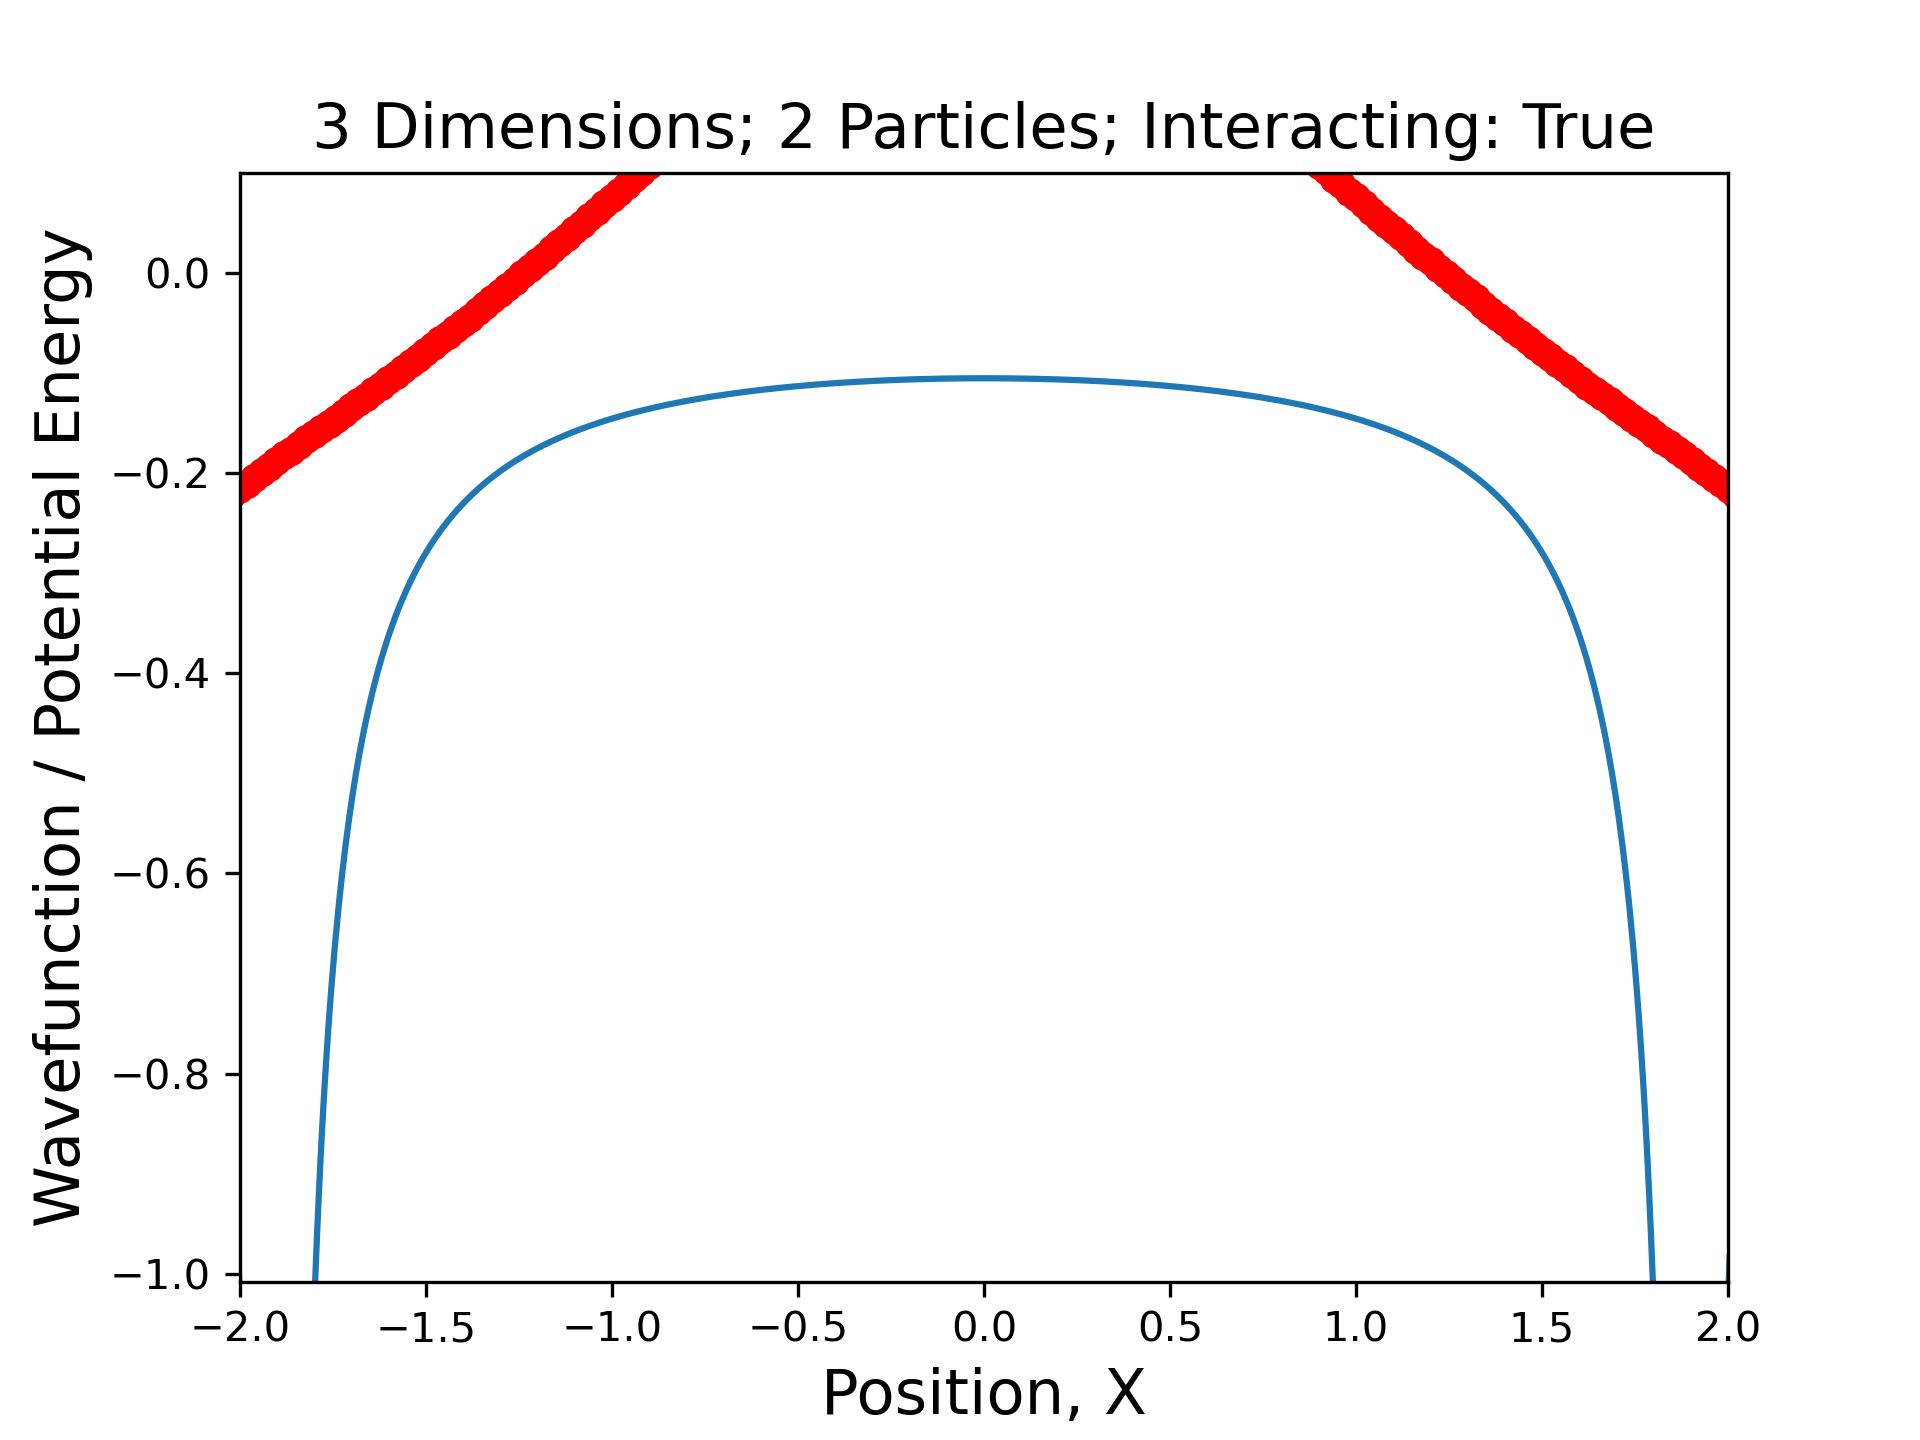 3 Dimensions; 2 Particles; Interacting: True
Wavefunction / Potential Energy
0.0
−0.2
−0.4
−0.6
−0.8
−1.0
−2.0 −1.5 −1.0 −0.5 0.0 0.5 1.0 1.5 2.0
Position, X